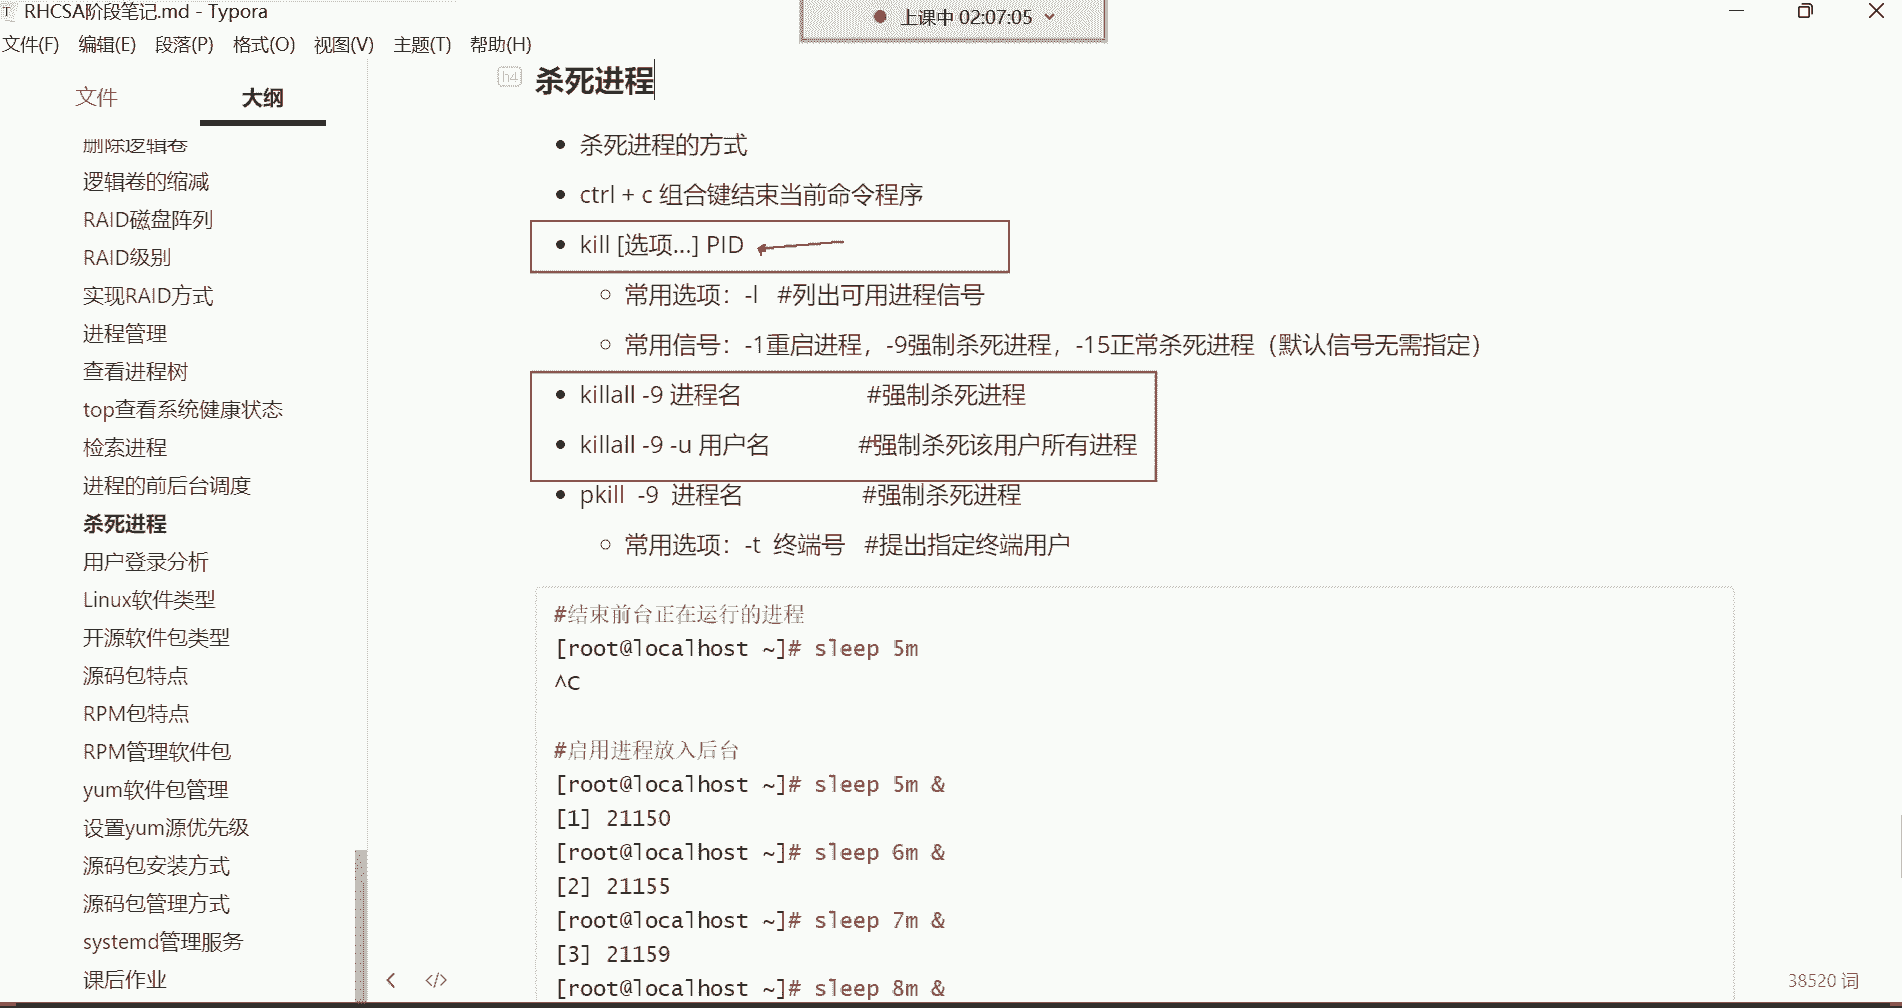 RHCSA阶段笔记.md - Typora
上课中 02:07:05
文件(F) 编辑(E) 段落(P) 格式(O) 视图(V) 主题(T) 帮助(H)
文件 大纲
删除逻辑卷
逻辑卷的缩减
RAID磁盘阵列
RAID级别
实现RAID方式
进程管理
查看进程树
top查看系统健康状态
检索进程
进程的前后台调度
杀死进程
用户登录分析
Linux软件类型
开源软件包类型
源码包特点
RPM包特点
RPM管理软件包
yum软件包管理
设置yum源优先级
源码包安装方式
源码包管理方式
systemd管理服务
课后作业
h4 杀死进程
杀死进程的方式
ctrl + c 组合键结束当前命令程序
kill [选项...] PID
常用选项：-l #列出可用进程信号
常用信号：-1重启进程，-9强制杀死进程，-15正常杀死进程（默认信号无需指定）
killall -9 进程名 #强制杀死进程
killall -9 -u 用户名 #强制杀死该用户所有进程
pkill -9 进程名 #强制杀死进程
常用选项：-t 终端号 #提出指定终端用户
#结束前台正在运行的进程
[root@localhost ~]# sleep 5m
^C
#启用进程放入后台
[root@localhost ~]# sleep 5m &
[1] 21150
[root@localhost ~]# sleep 6m &
[2] 21155
[root@localhost ~]# sleep 7m &
[3] 21159
[root@localhost ~]# sleep 8m &
38520 词